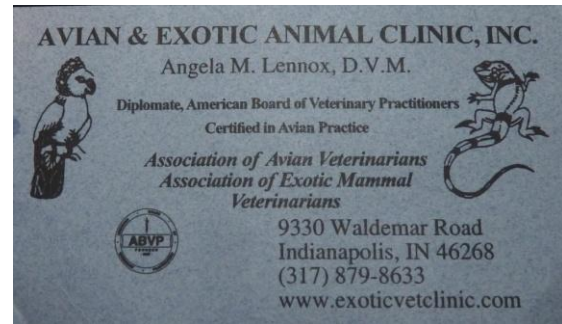 AVIAN & EXOTIC ANIMAL CLINIC, INC.
Angela M. Lennox, D.V.M.
Diplomate, American Board of Veterinary Practitioners
Certified in Avian Practice
Association of Avian Veterinarians
Association of Exotic Mammal
Veterinarians
ABVP
9330 Waldemar Road
Indianapolis, IN 46268
(317) 879-8633
www.exoticvetclinic.com